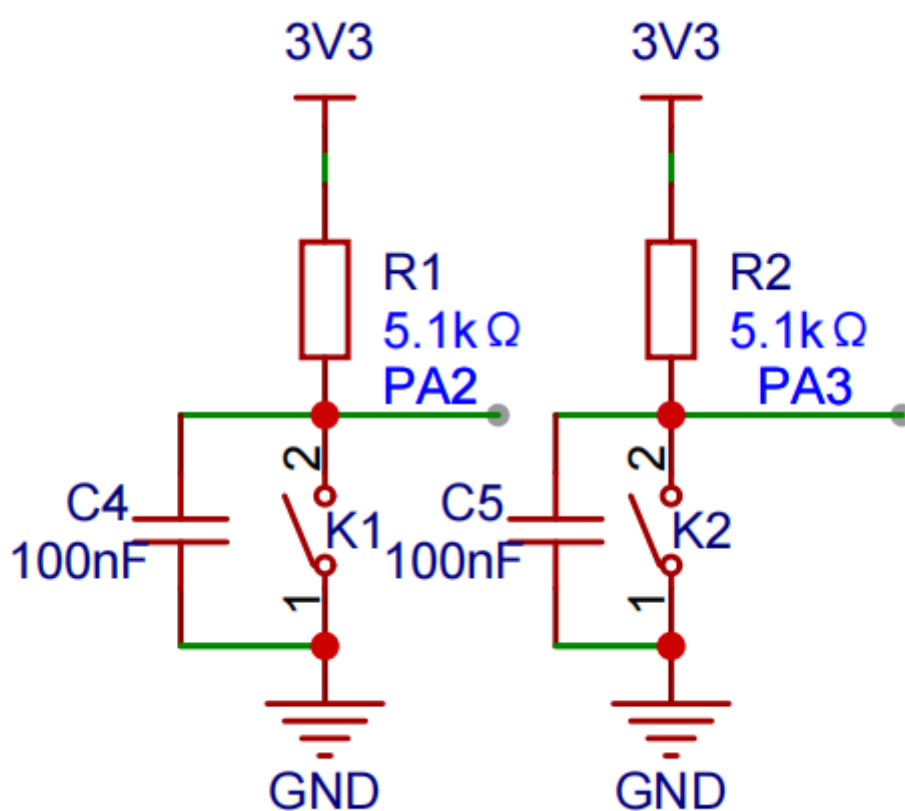 3V3
3V3
R1
5.1kΩ
PA2
R2
5.1kΩ
PA3
2
C4
100nF
K1
1
2
C5
100nF
K2
1
GND
GND